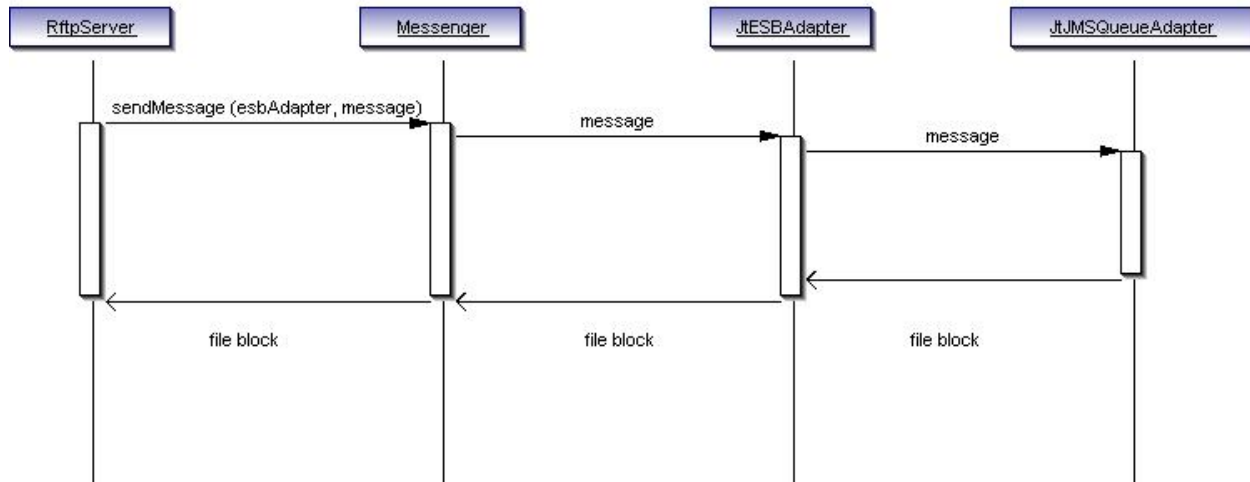 RftpServer
Messenger
JtESBAdapter
JtJMSQueueAdapter
sendMessage (esbAdapter, message)
message
message
file block
file block
file block